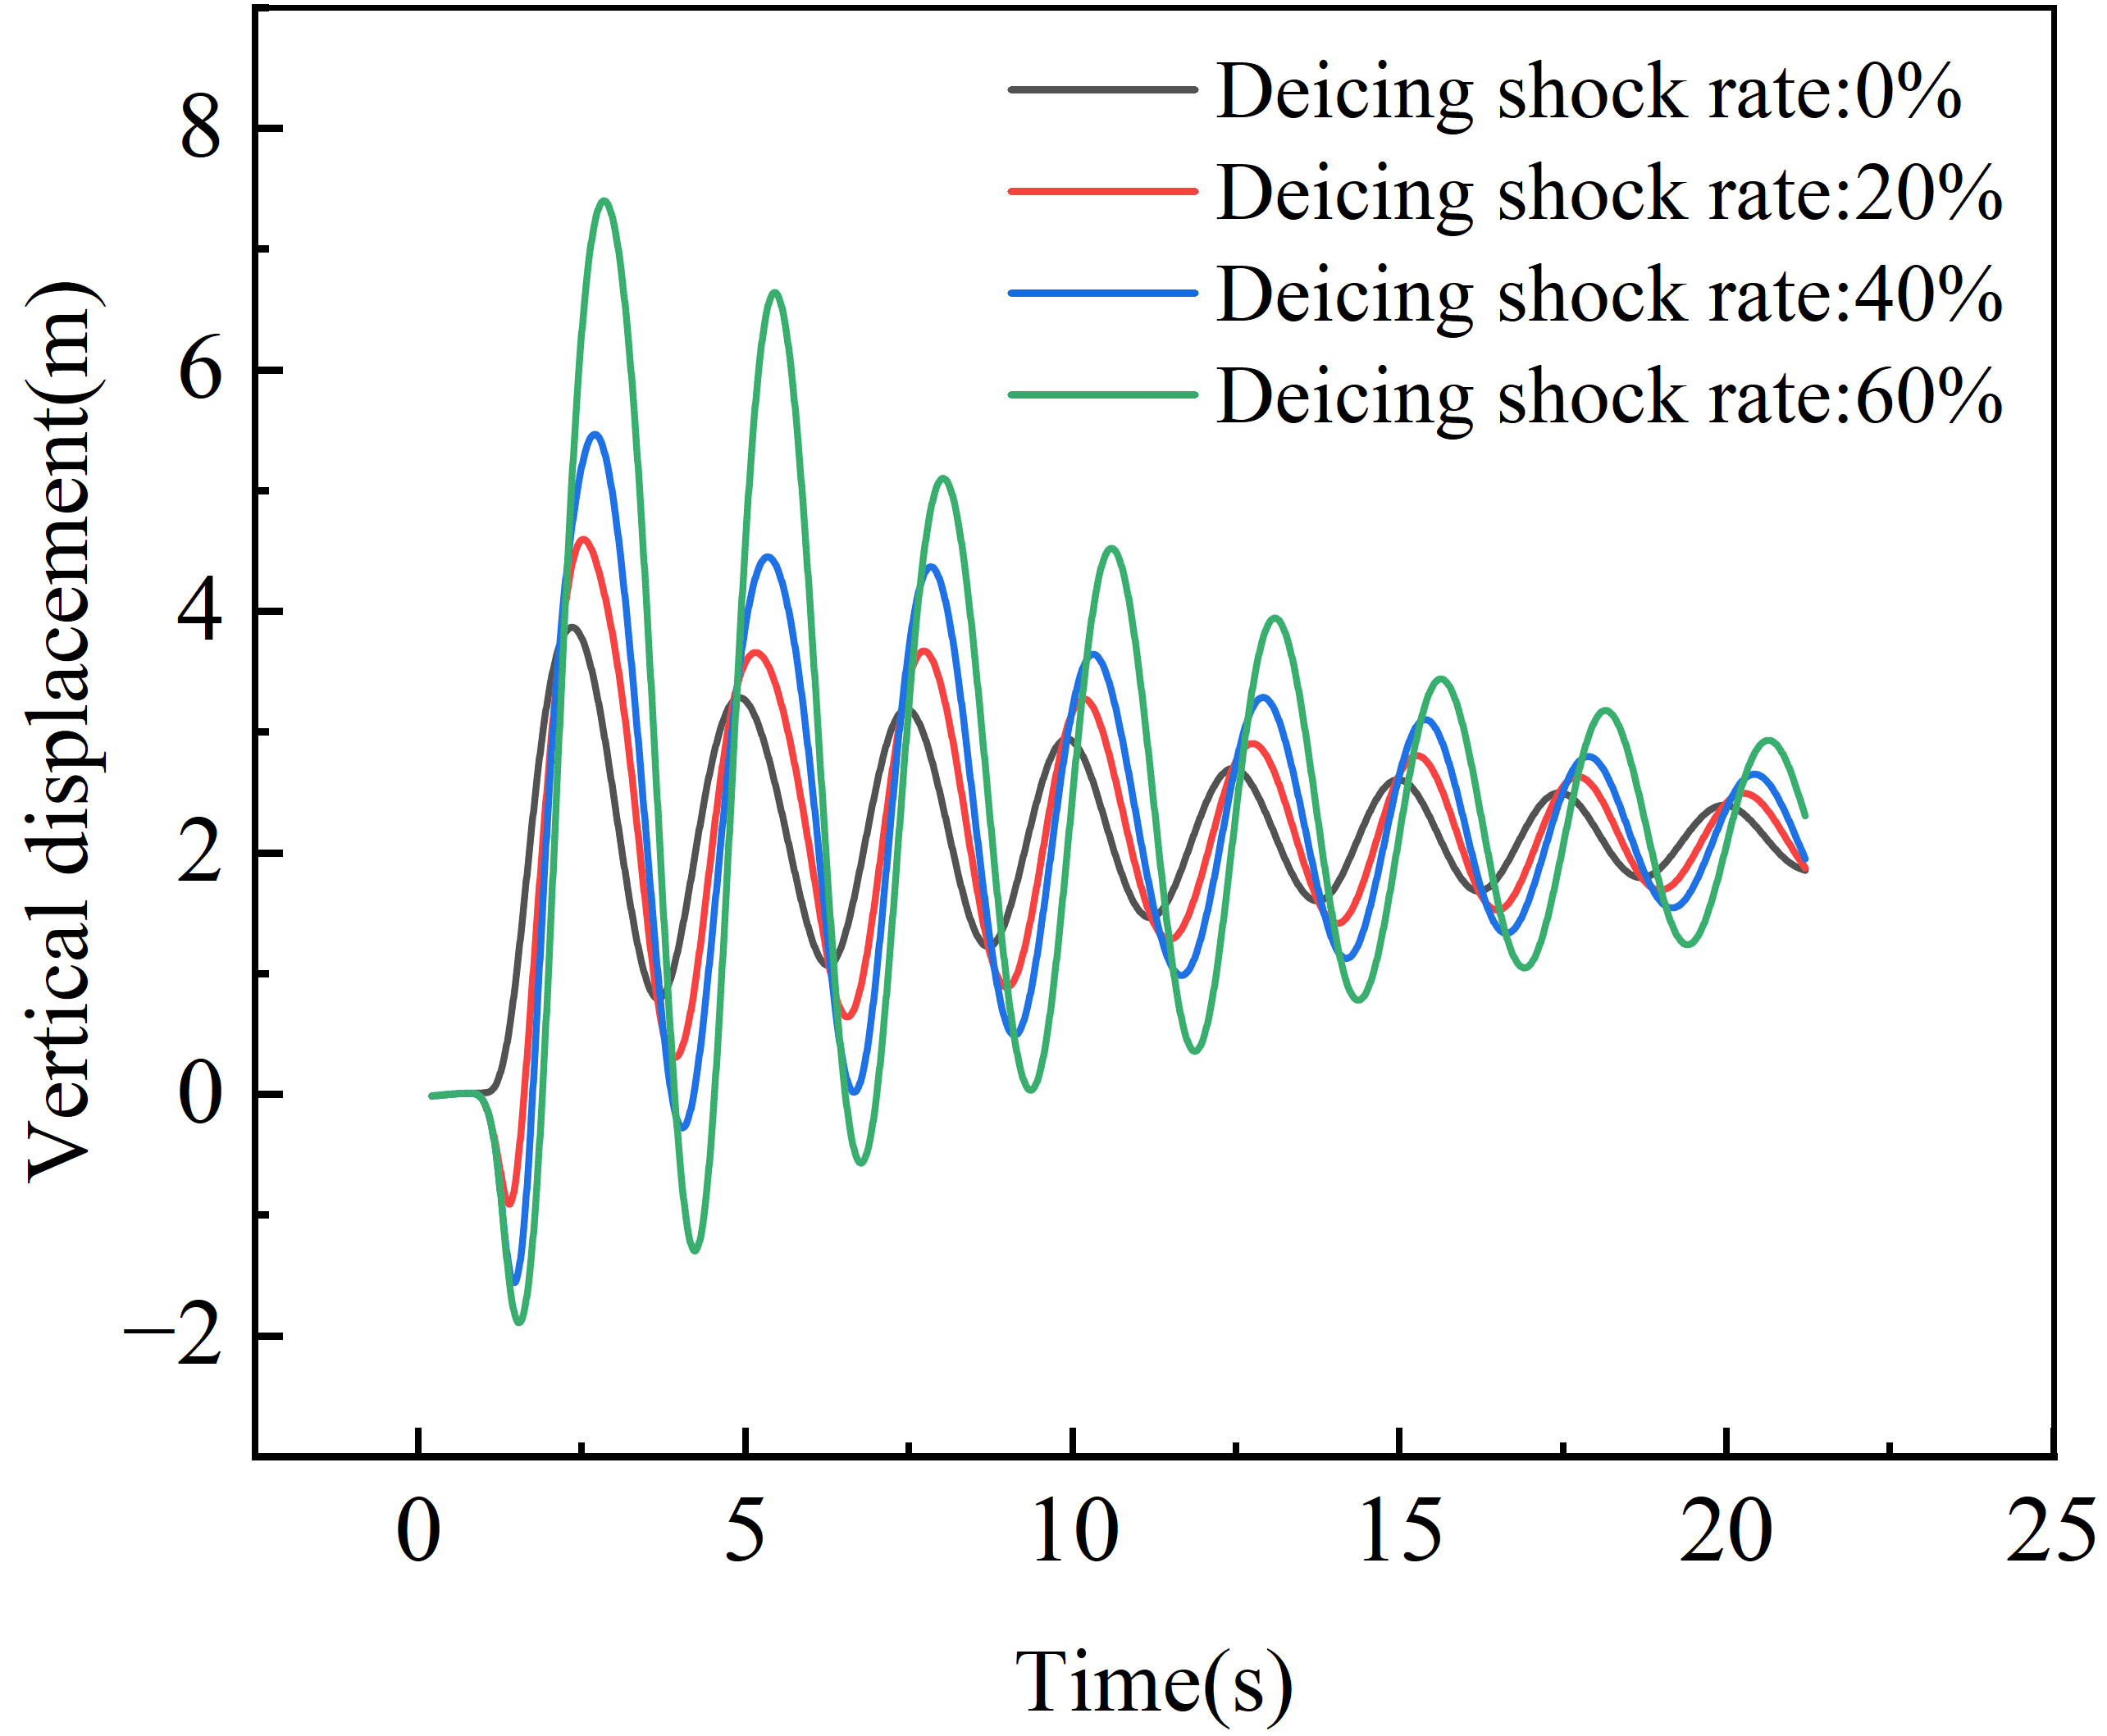 Deicing shock rate:0%
Deicing shock rate:20%
Deicing shock rate:40%
Deicing shock rate:60%
8
6
4
2
0
−2
Vertical displacement(m)
0 5 10 15 20 25
Time(s)